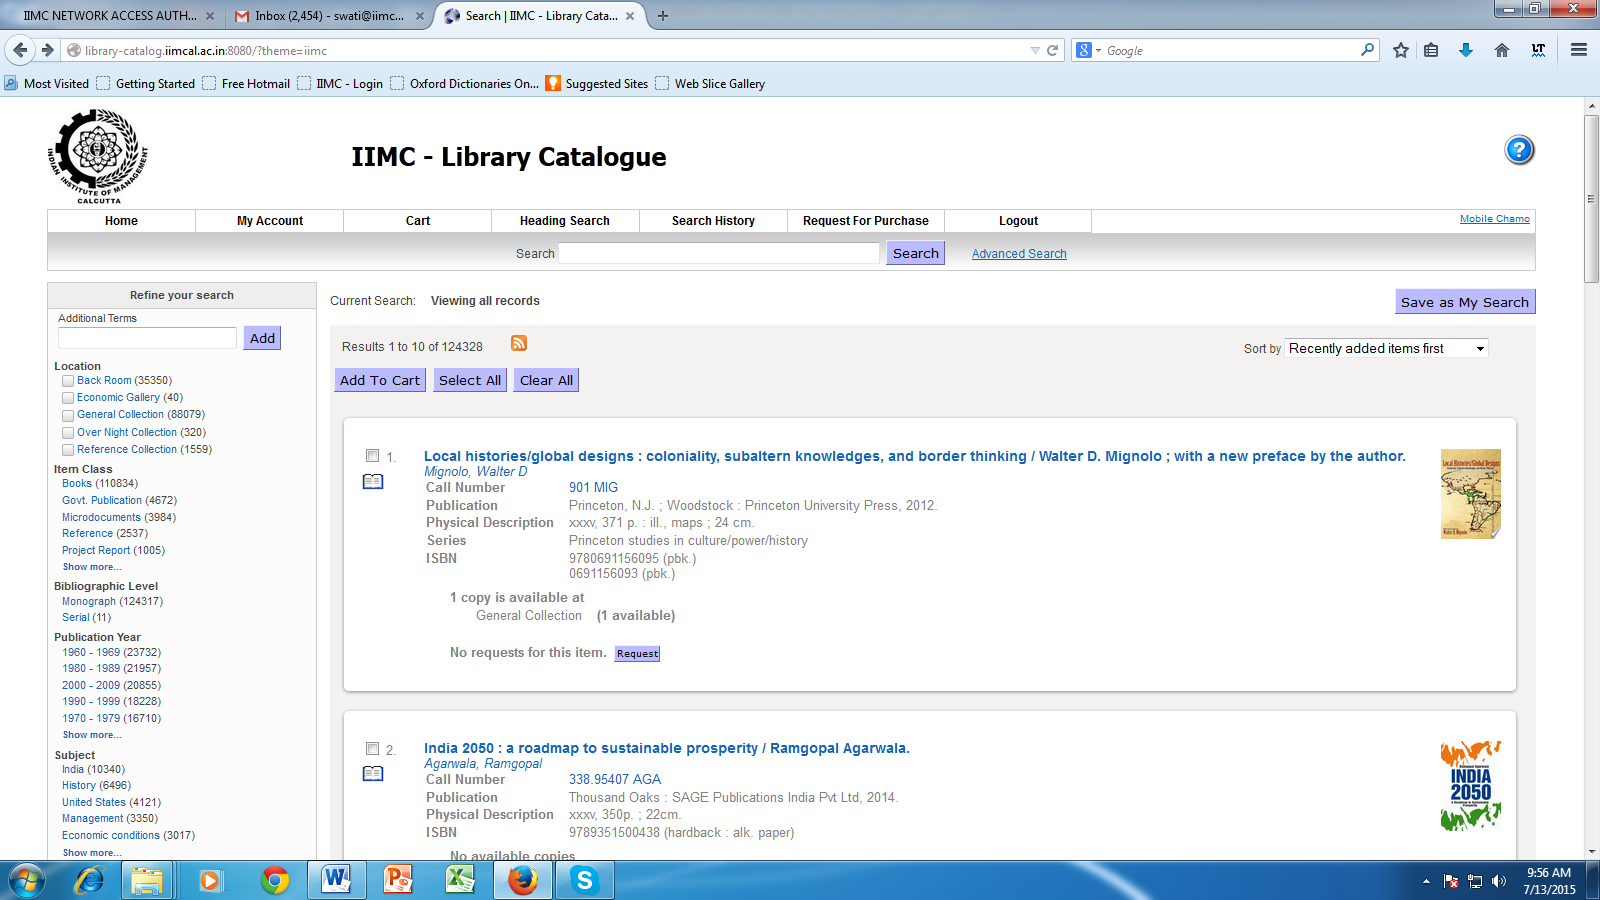 IIMC NETWORK ACCESS AUTH...
Inbox (2,454) - swati@iimc...
Search | IIMC - Library Cata...
library-catalog.iimcal.ac.in:8080/?theme=iimc
Google
Most Visited Getting Started Free Hotmail IIMC - Login Oxford Dictionaries On... Suggested Sites Web Slice Gallery
INDIAN INSTITUTE OF MANAGEMENT
CALCUTTA
IIMC - Library Catalogue
Home My Account Cart Heading Search Search History Request For Purchase Logout Mobile Chamo
Search Search Advanced Search
Refine your search
Additional Terms
Add
Location
Back Room (35350)
Economic Gallery (40)
General Collection (88079)
Over Night Collection (320)
Reference Collection (1559)
Item Class
Books (110834)
Govt. Publication (4672)
Microdocuments (3984)
Reference (2537)
Project Report (1005)
Show more...
Bibliographic Level
Monograph (124317)
Serial (11)
Publication Year
1960 - 1969 (23732)
1980 - 1989 (21957)
2000 - 2009 (20855)
1990 - 1999 (18228)
1970 - 1979 (16710)
Show more...
Subject
India (10340)
History (6496)
United States (4121)
Management (3350)
Economic conditions (3017)
Show more...
Current Search: Viewing all records
Save as My Search
Results 1 to 10 of 124328
Sort by Recently added items first
Add To Cart Select All Clear All
1. Local histories/global designs : coloniality, subaltern knowledges, and border thinking / Walter D. Mignolo ; with a new preface by the author.
Mignolo, Walter D
Call Number 901 MIG
Publication Princeton, N.J. ; Woodstock : Princeton University Press, 2012.
Physical Description xxxv, 371 p. : ill., maps ; 24 cm.
Series Princeton studies in culture/power/history
ISBN 9780691156095 (pbk.)
0691156093 (pbk.)
1 copy is available at
General Collection (1 available)
No requests for this item. Request
Local Histories/Global Designs
2. India 2050 : a roadmap to sustainable prosperity / Ramgopal Agarwala.
Agarwala, Ramgopal
Call Number 338.95407 AGA
Publication Thousand Oaks : SAGE Publications India Pvt Ltd, 2014.
Physical Description xxxv, 350p. ; 22cm.
ISBN 9789351500438 (hardback : alk. paper)
No available copies
Ramgopal Agarwala
INDIA
2050
9:56 AM
7/13/2015